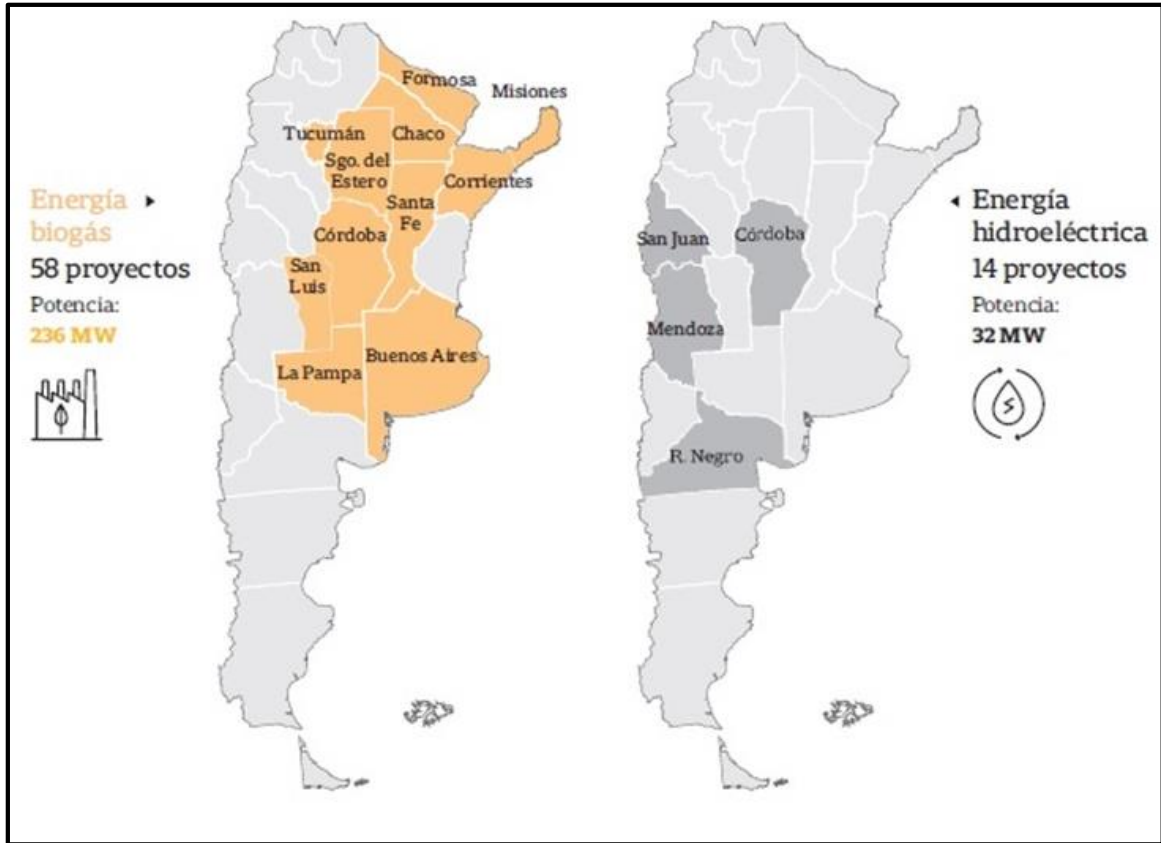 Formosa
Misiones
Tucumán
Chaco
Sgo. del
Estero
Corrientes
Santa
Fe
Córdoba
San
Luis
Buenos Aires
La Pampa
Energía
biogás
58 proyectos
Potencia:
236 MW
San Juan
Córdoba
Mendoza
R. Negro
Energía
hidroeléctrica
14 proyectos
Potencia:
32 MW